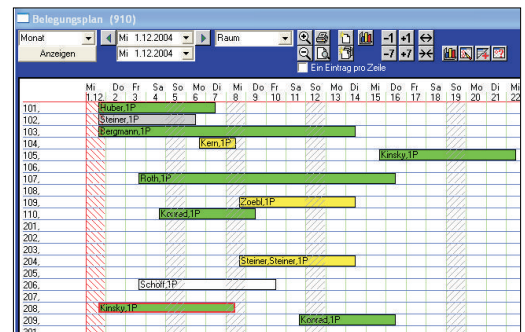 Belegungsplan (910)
Monat Mi 1.12.2004 Raum -1 +1
Anzeigen Mi 1.12.2004 -7 +7
Ein Eintrag pro Zeile
Mi Do Fr Sa So Mo Di Mi Do Fr Sa So Mo Di Mi Do Fr Sa So Mo Di Mi
1.12. 2 3 4 5 6 7 8 9 10 11 12 13 14 15 16 17 18 19 20 21 22
101, Huber,1P
102, Steiner,1P
103, Bergmann,1P
104, Kern,1P
105, Kinsky,1P
106,
107, Roth,1P
108,
109, Zoebl,1P
110, Konrad,1P
201,
202,
203,
204, Steiner,Steiner,1P
205,
206, Schöff,1P
207,
208, Kinsky,1P
209, Konrad,1P